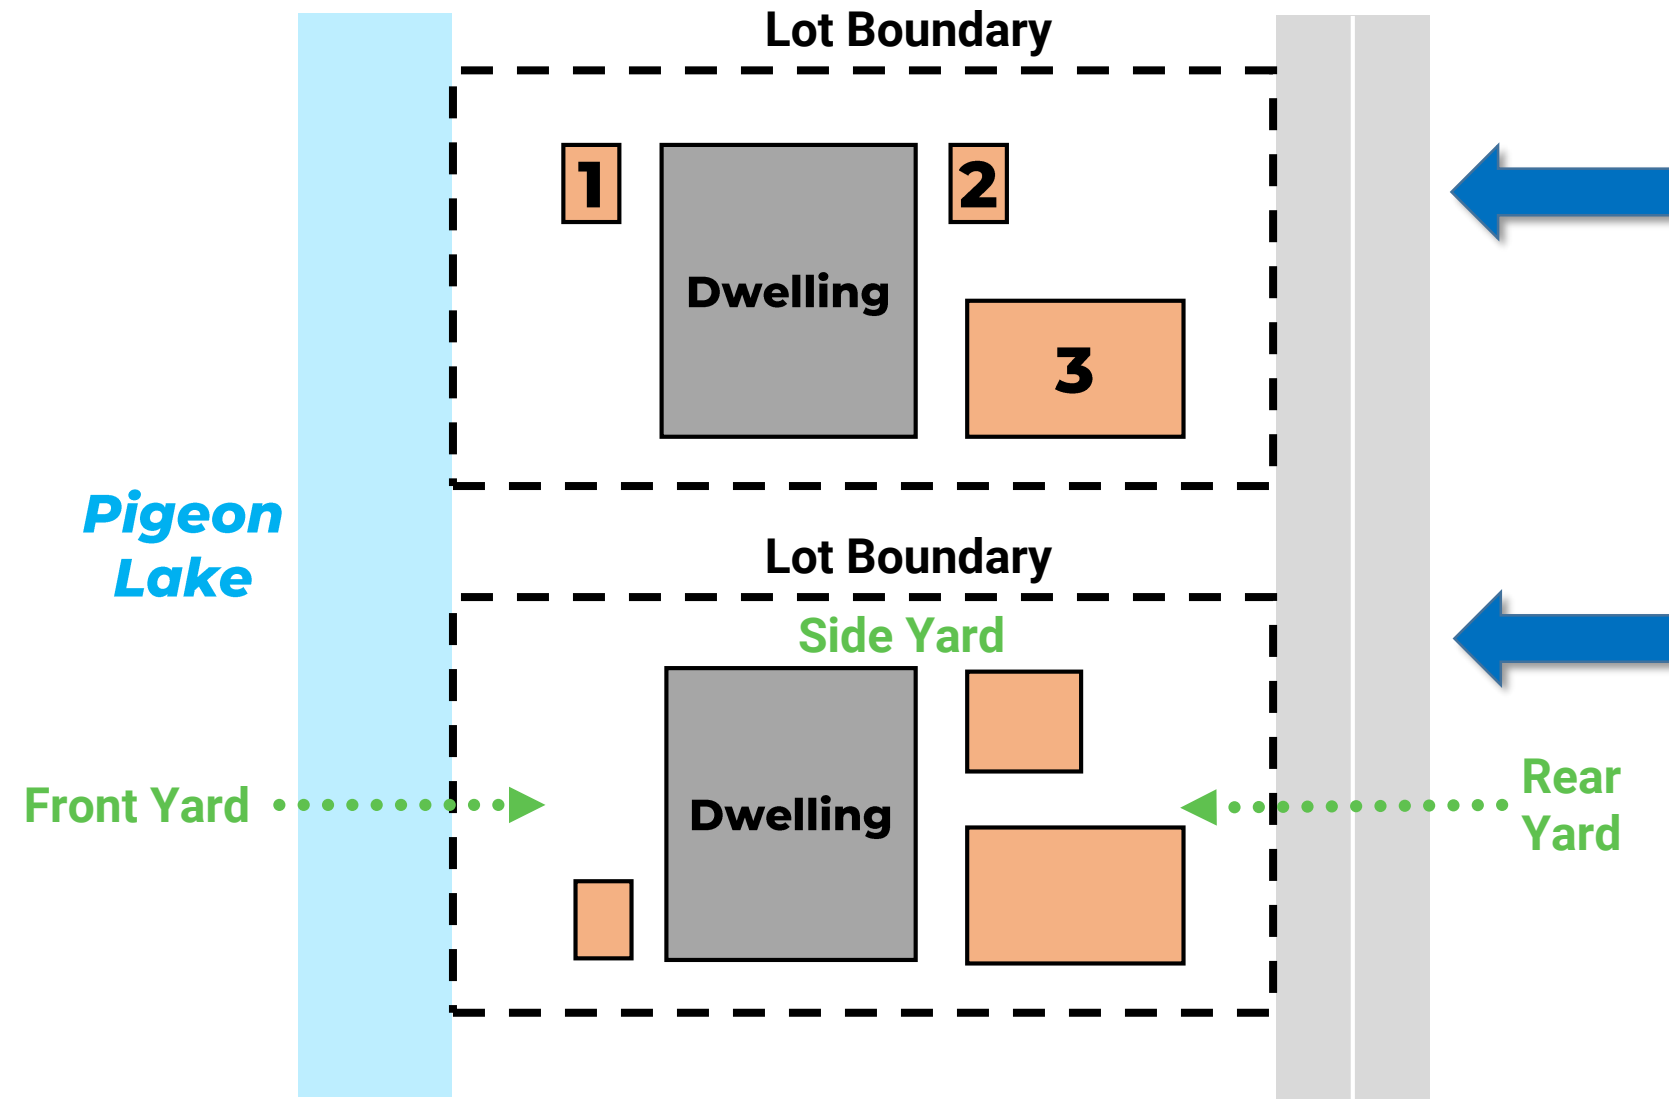 Lot Boundary
1
2
Dwelling
3
Pigeon
Lake
Lot Boundary
Side Yard
Front Yard
Dwelling
Rear
Yard